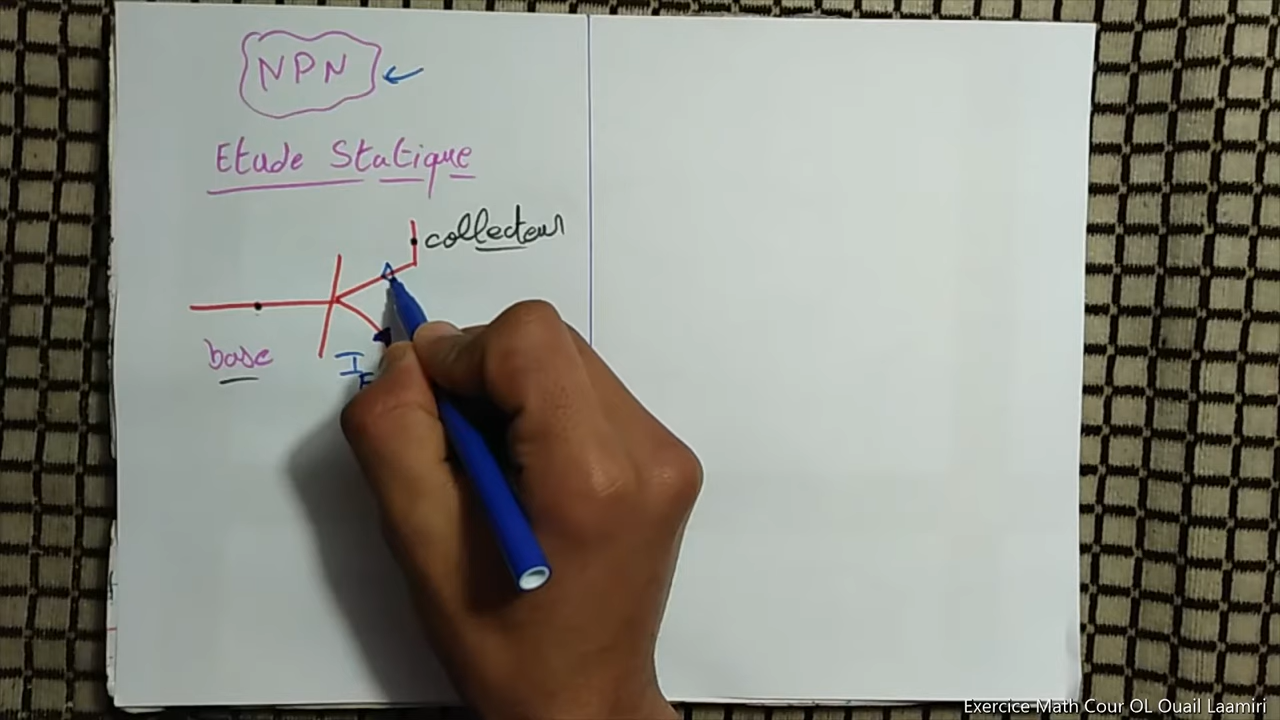 NPN
Etude Statique
collecteur
base
I
E
Exercice Math Cour OL Ouail Laamiri